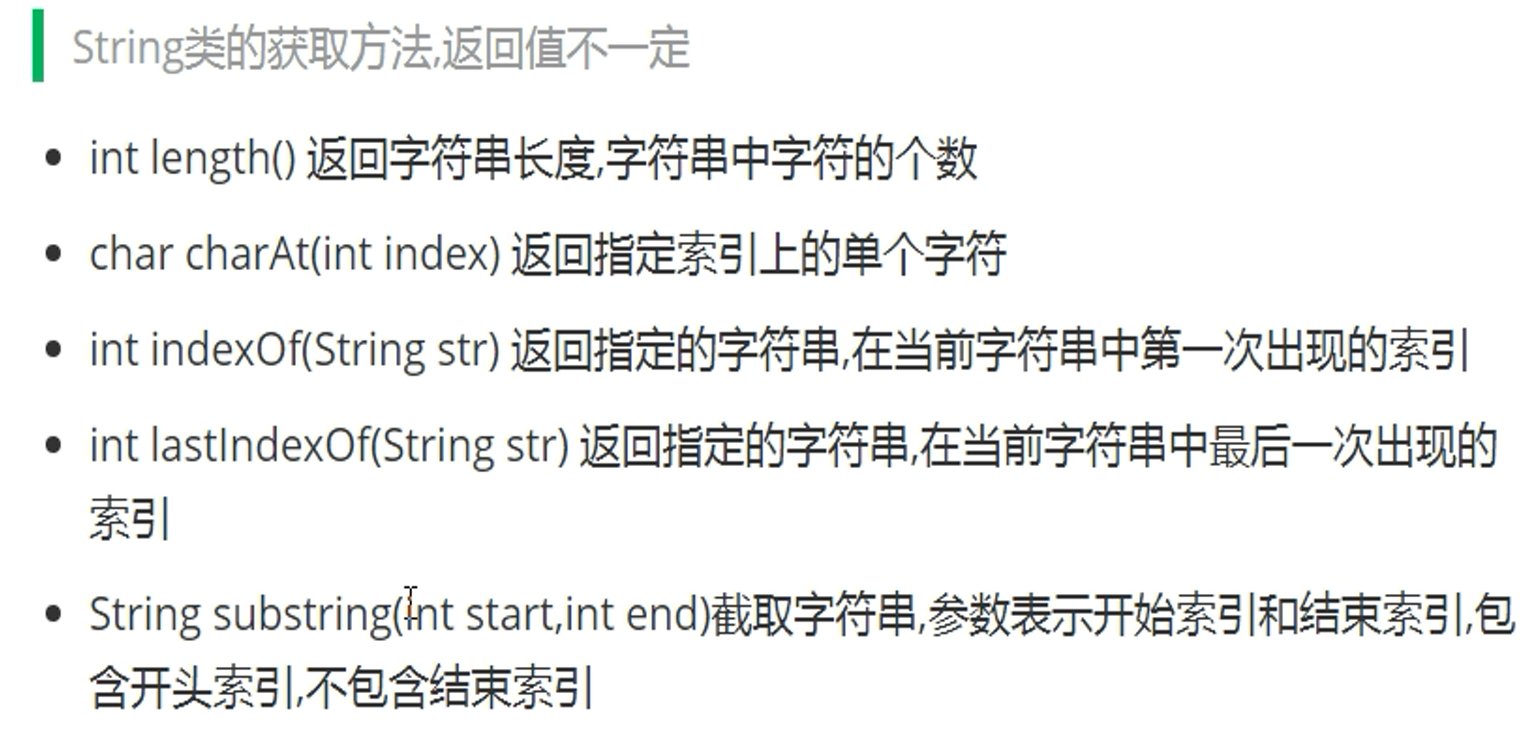 String类的获取方法,返回值不一定
int length() 返回字符串长度,字符串中字符的个数
char charAt(int index) 返回指定索引上的单个字符
int indexOf(String str) 返回指定的字符串,在当前字符串中第一次出现的索引
int lastIndexOf(String str) 返回指定的字符串,在当前字符串中最后一次出现的
索引
String substring(int start,int end)截取字符串,参数表示开始索引和结束索引,包
含开头索引,不包含结束索引